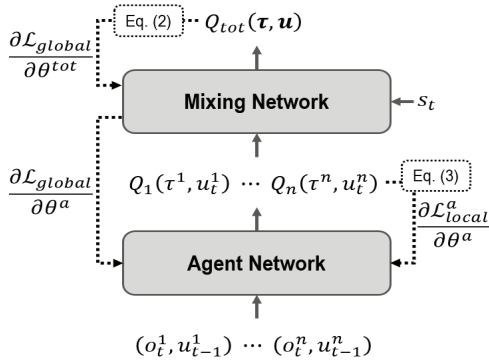 Eq. (2)
Q_{tot}(𝝉, 𝒖)
∂ℒ_{global}
∂θ^{tot}
Mixing Network
s_t
∂ℒ_{global}
∂θ^a
Q_1(τ^1, u_t^1) ⋯ Q_n(τ^n, u_t^n)
Eq. (3)
∂ℒ_{local}^a
∂θ^a
Agent Network
(o_t^1, u_{t-1}^1) ⋯ (o_t^n, u_{t-1}^n)